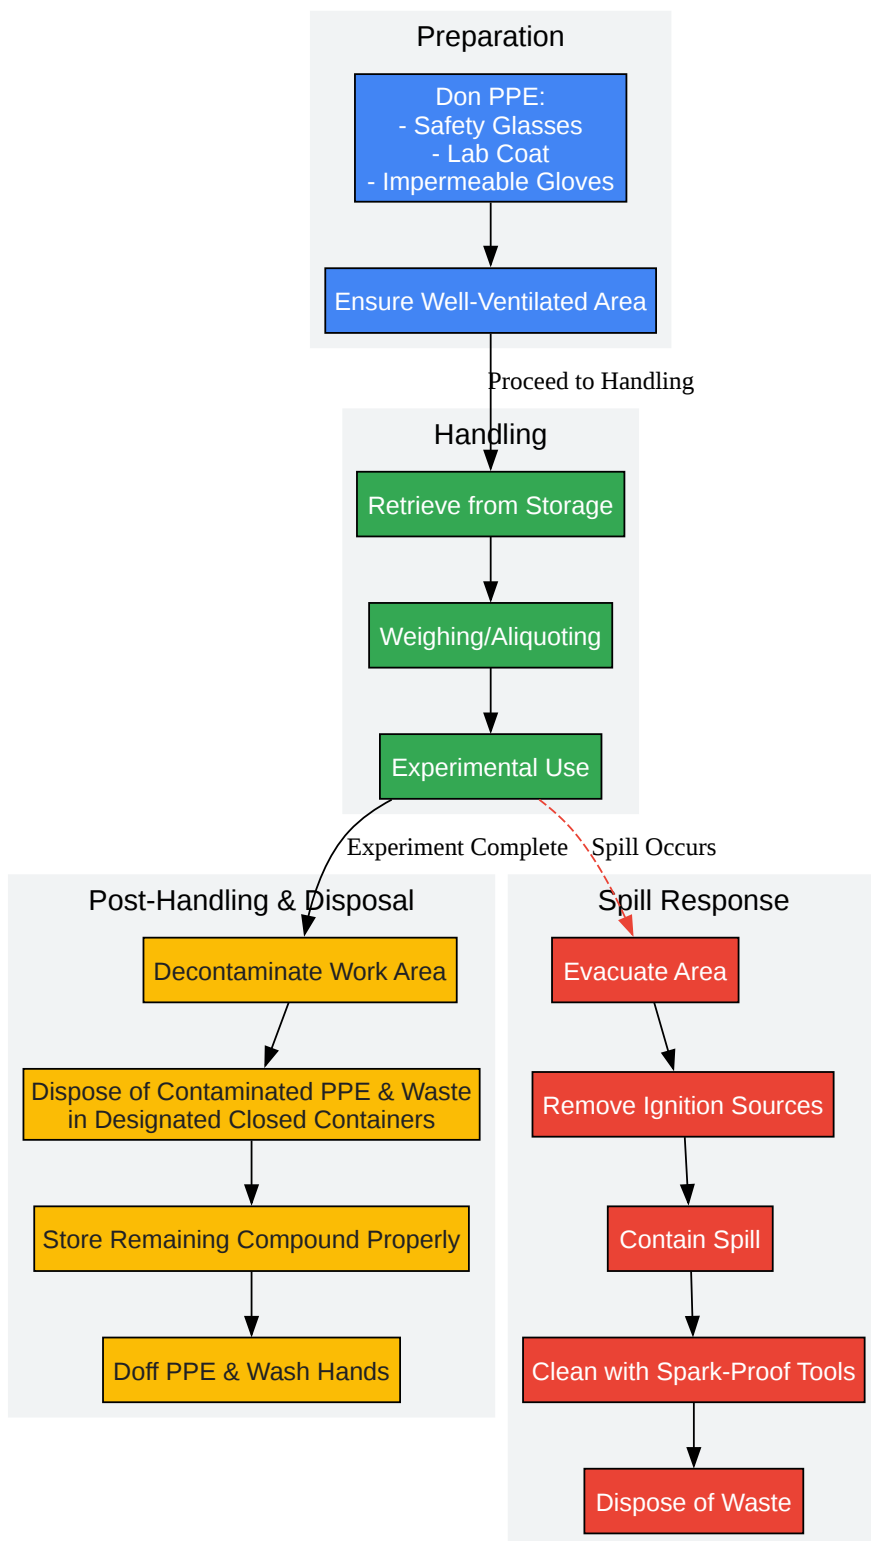 Preparation
Don PPE:
- Safety Glasses
- Lab Coat
- Impermeable Gloves
Ensure Well-Ventilated Area
Proceed to Handling
Handling
Retrieve from Storage
Weighing/Aliquoting
Experimental Use
Experiment Complete
Spill Occurs
Post-Handling & Disposal
Decontaminate Work Area
Dispose of Contaminated PPE & Waste
in Designated Closed Containers
Store Remaining Compound Properly
Doff PPE & Wash Hands
Spill Response
Evacuate Area
Remove Ignition Sources
Contain Spill
Clean with Spark-Proof Tools
Dispose of Waste